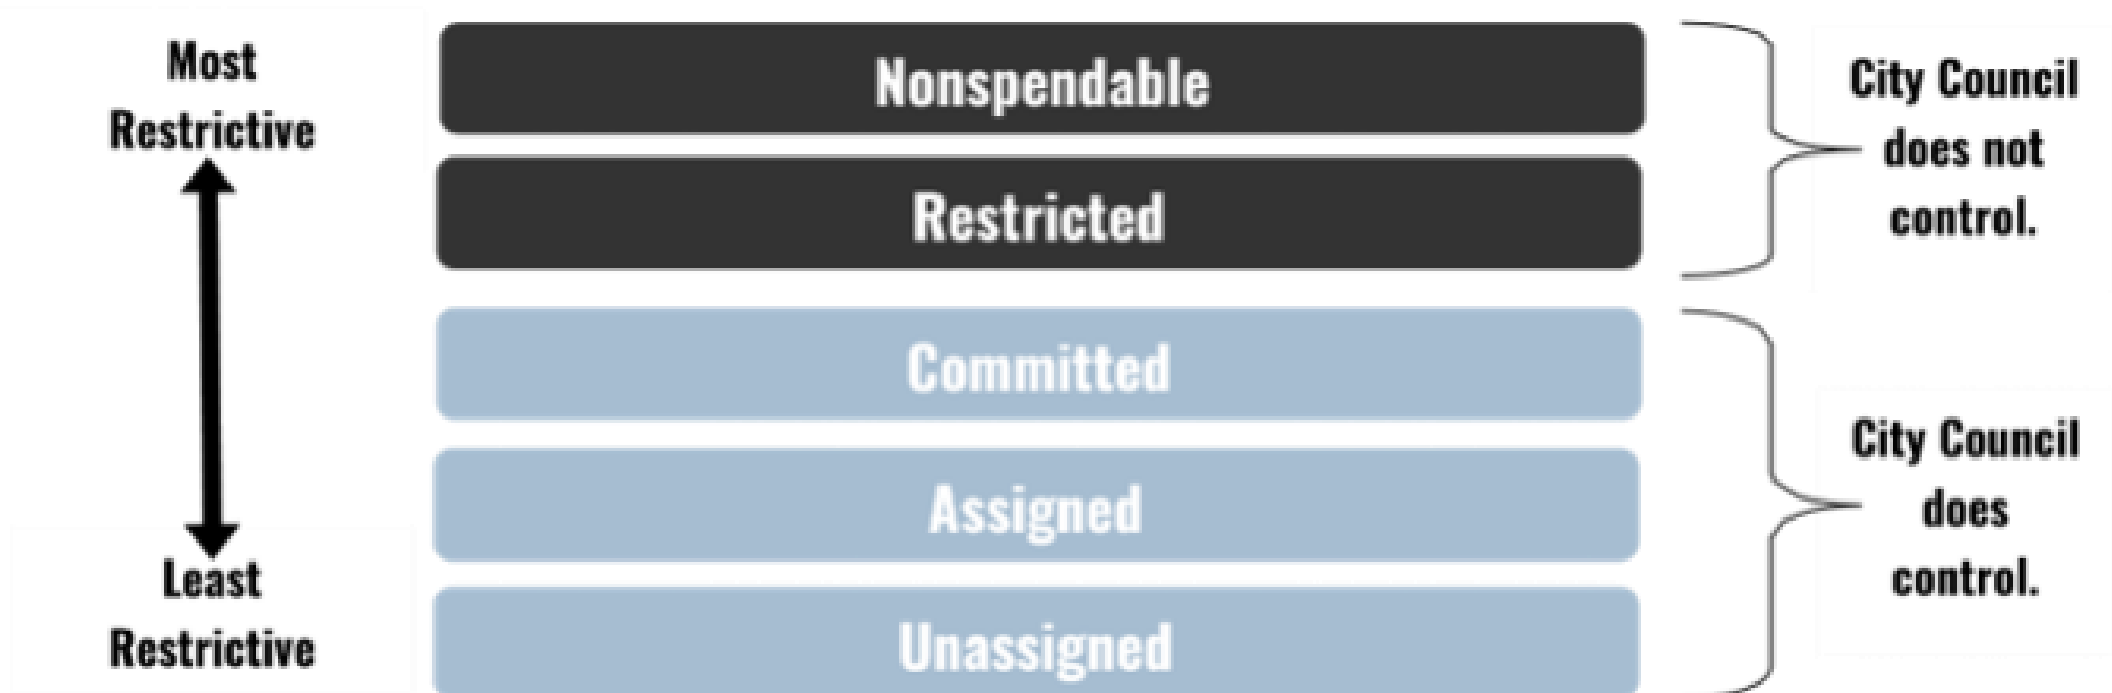 Most
Restrictive
Least
Restrictive
Nonspendable
Restricted
Committed
Assigned
Unassigned
City Council
does not
control.
City Council
does
control.